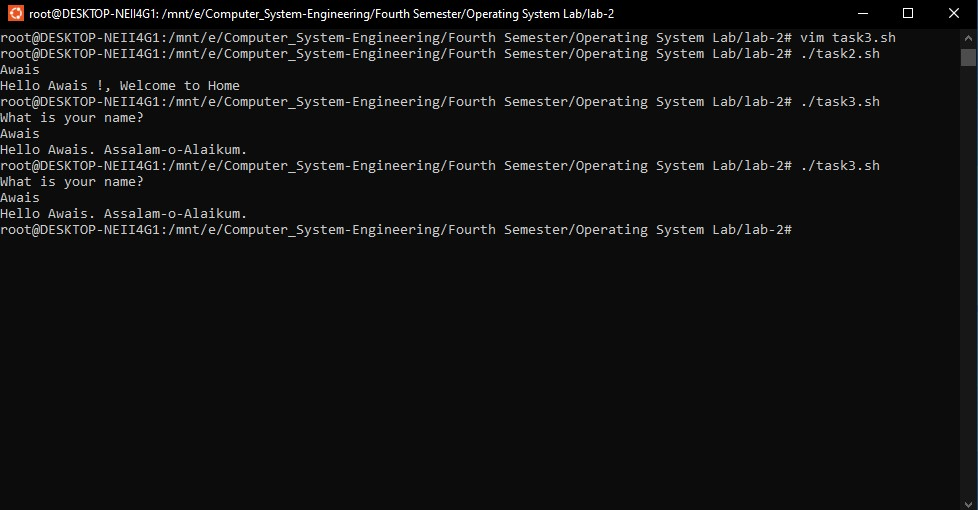 root@DESKTOP-NEII4G1: /mnt/e/Computer_System-Engineering/Fourth Semester/Operating System Lab/lab-2
root@DESKTOP-NEII4G1:/mnt/e/Computer_System-Engineering/Fourth Semester/Operating System Lab/lab-2# vim task3.sh
root@DESKTOP-NEII4G1:/mnt/e/Computer_System-Engineering/Fourth Semester/Operating System Lab/lab-2# ./task2.sh
Awais
Hello Awais !, Welcome to Home
root@DESKTOP-NEII4G1:/mnt/e/Computer_System-Engineering/Fourth Semester/Operating System Lab/lab-2# ./task3.sh
What is your name?
Awais
Hello Awais. Assalam-o-Alaikum.
root@DESKTOP-NEII4G1:/mnt/e/Computer_System-Engineering/Fourth Semester/Operating System Lab/lab-2# ./task3.sh
What is your name?
Awais
Hello Awais. Assalam-o-Alaikum.
root@DESKTOP-NEII4G1:/mnt/e/Computer_System-Engineering/Fourth Semester/Operating System Lab/lab-2#